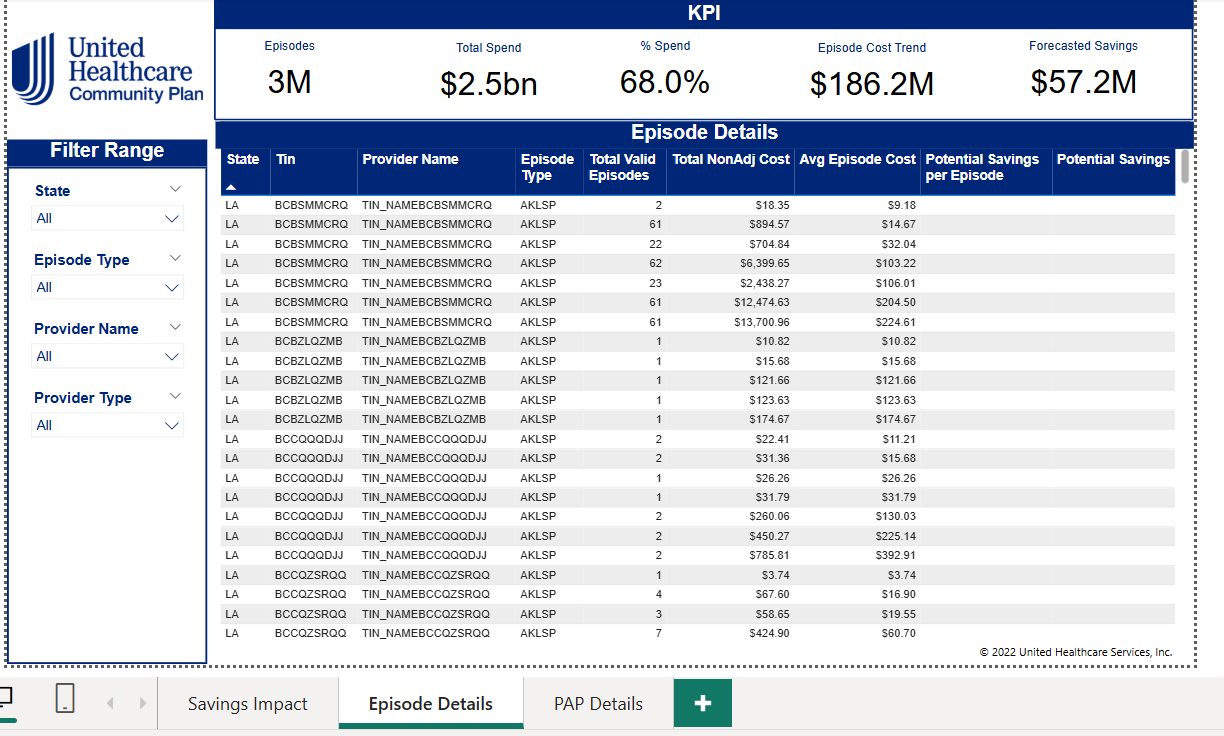 United
Healthcare
Community Plan
KPI
Episodes Total Spend % Spend Episode Cost Trend Forecasted Savings
3M $2.5bn 68.0% $186.2M $57.2M
Filter Range
State
All
Episode Type
All
Provider Name
All
Provider Type
All
Episode Details
State Tin Provider Name Episode Type Total Valid Episodes Total NonAdj Cost Avg Episode Cost Potential Savings per Episode Potential Savings
LA BCBSMMCRQ TIN_NAMEBCBSMMCRQ AKLSP 2 $18.35 $9.18
LA BCBSMMCRQ TIN_NAMEBCBSMMCRQ AKLSP 61 $894.57 $14.67
LA BCBSMMCRQ TIN_NAMEBCBSMMCRQ AKLSP 22 $704.84 $32.04
LA BCBSMMCRQ TIN_NAMEBCBSMMCRQ AKLSP 62 $6,399.65 $103.22
LA BCBSMMCRQ TIN_NAMEBCBSMMCRQ AKLSP 23 $2,438.27 $106.01
LA BCBSMMCRQ TIN_NAMEBCBSMMCRQ AKLSP 61 $12,474.63 $204.50
LA BCBSMMCRQ TIN_NAMEBCBSMMCRQ AKLSP 61 $13,700.96 $224.61
LA BCBZLQZMB TIN_NAMEBCBZLQZMB AKLSP 1 $10.82 $10.82
LA BCBZLQZMB TIN_NAMEBCBZLQZMB AKLSP 1 $15.68 $15.68
LA BCBZLQZMB TIN_NAMEBCBZLQZMB AKLSP 1 $121.66 $121.66
LA BCBZLQZMB TIN_NAMEBCBZLQZMB AKLSP 1 $123.63 $123.63
LA BCBZLQZMB TIN_NAMEBCBZLQZMB AKLSP 1 $174.67 $174.67
LA BCCQQQDJJ TIN_NAMEBCCQQQDJJ AKLSP 2 $22.41 $11.21
LA BCCQQQDJJ TIN_NAMEBCCQQQDJJ AKLSP 2 $31.36 $15.68
LA BCCQQQDJJ TIN_NAMEBCCQQQDJJ AKLSP 1 $26.26 $26.26
LA BCCQQQDJJ TIN_NAMEBCCQQQDJJ AKLSP 1 $31.79 $31.79
LA BCCQQQDJJ TIN_NAMEBCCQQQDJJ AKLSP 2 $260.06 $130.03
LA BCCQQQDJJ TIN_NAMEBCCQQQDJJ AKLSP 2 $450.27 $225.14
LA BCCQQQDJJ TIN_NAMEBCCQQQDJJ AKLSP 2 $785.81 $392.91
LA BCCQZSRQQ TIN_NAMEBCCQZSRQQ AKLSP 1 $3.74 $3.74
LA BCCQZSRQQ TIN_NAMEBCCQZSRQQ AKLSP 4 $67.60 $16.90
LA BCCQZSRQQ TIN_NAMEBCCQZSRQQ AKLSP 3 $58.65 $19.55
LA BCCQZSRQQ TIN_NAMEBCCQZSRQQ AKLSP 7 $424.90 $60.70
© 2022 United Healthcare Services, Inc.
Savings Impact Episode Details PAP Details +